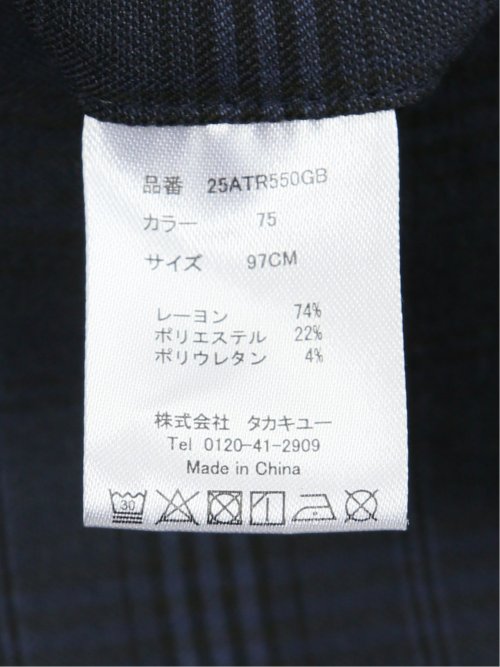 品番 25ATR550GB
カラー 75
サイズ 97CM
レーヨン 74%
ポリエステル 22%
ポリウレタン 4%
株式会社 タカキユー
Tel 0120-41-2909
Made in China
30